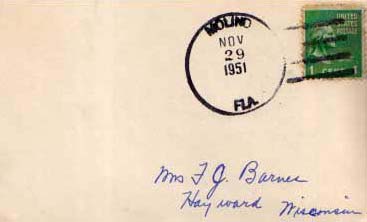 MOLINO
NOV
29
1951
FLA.
UNITED
STATES
POSTAGE
1
Mrs F J. Barnes
Hayward Wisconsin